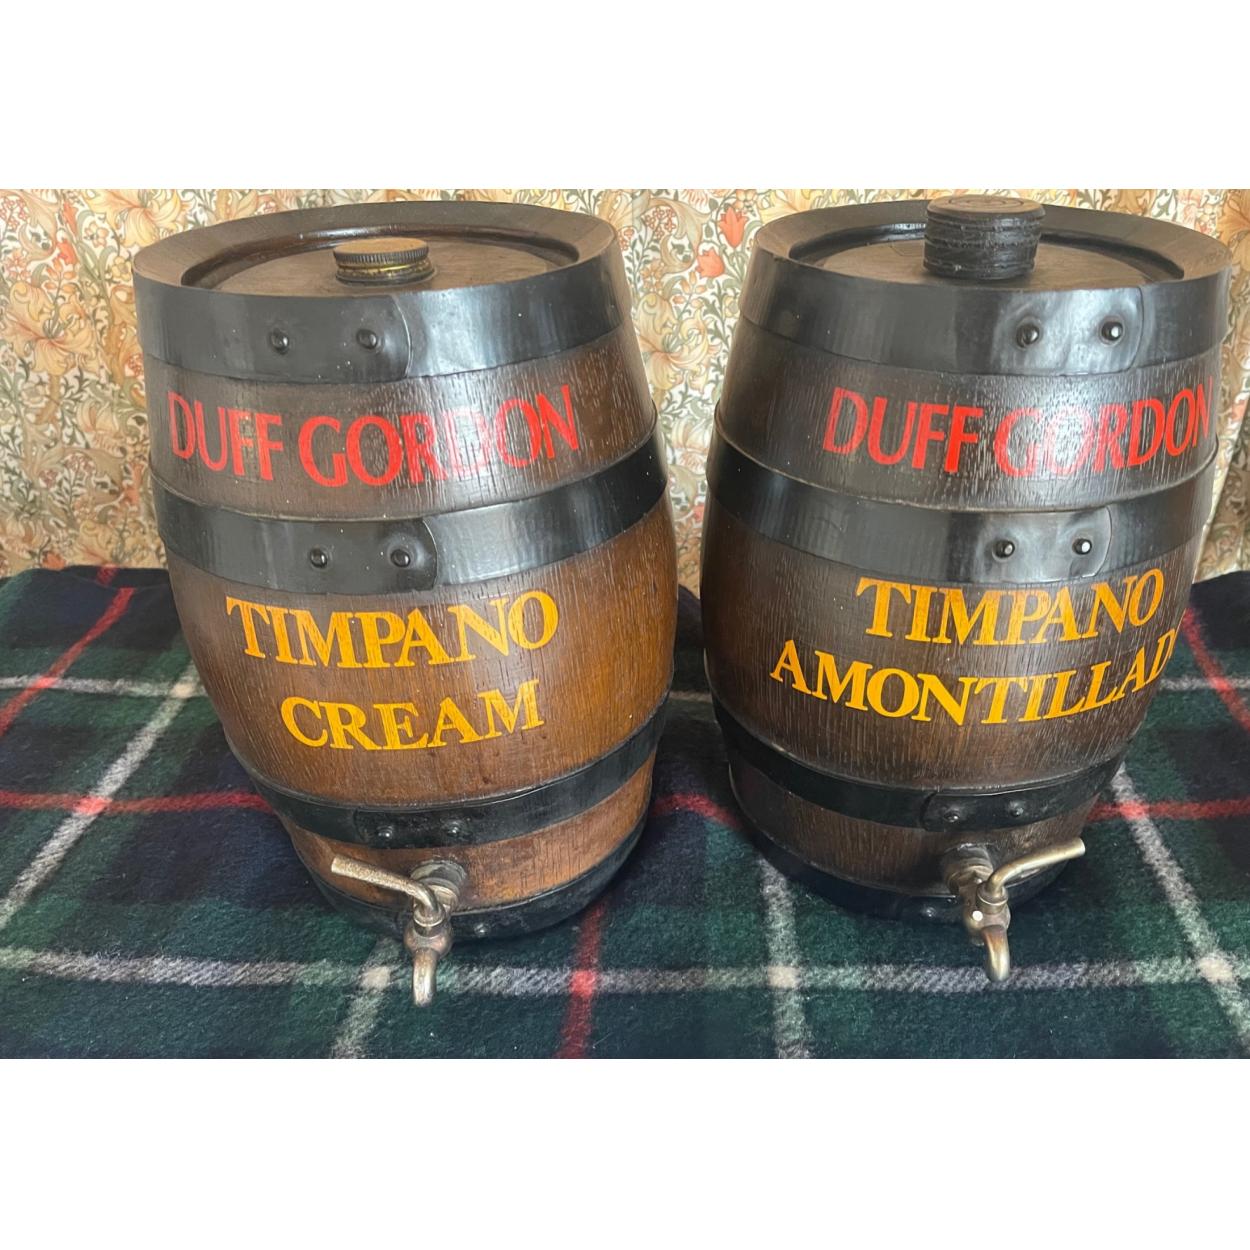 DUFF GORDON
TIMPANO
CREAM
DUFF GORDON
TIMPANO
AMONTILLAD